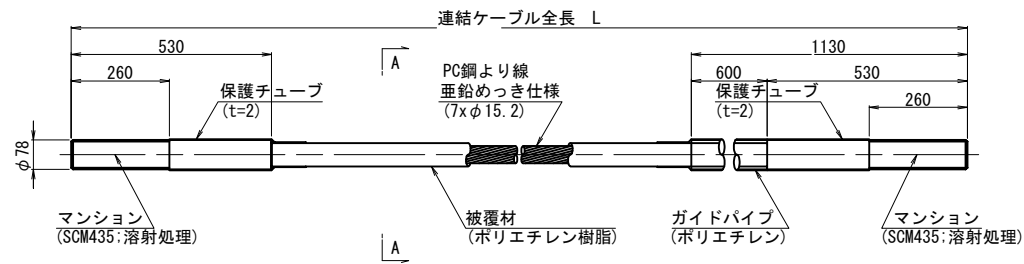 連結ケーブル全長 L
530
1130
A
260
PC鋼より線
600
530
保護チューブ
(t=2)
亜鉛めっき仕様
(7xφ15.2)
保護チューブ
(t=2)
260
φ78
マンション
(SCM435;溶射処理)
被覆材
(ポリエチレン樹脂)
ガイドパイプ
(ポリエチレン)
マンション
(SCM435;溶射処理)
A